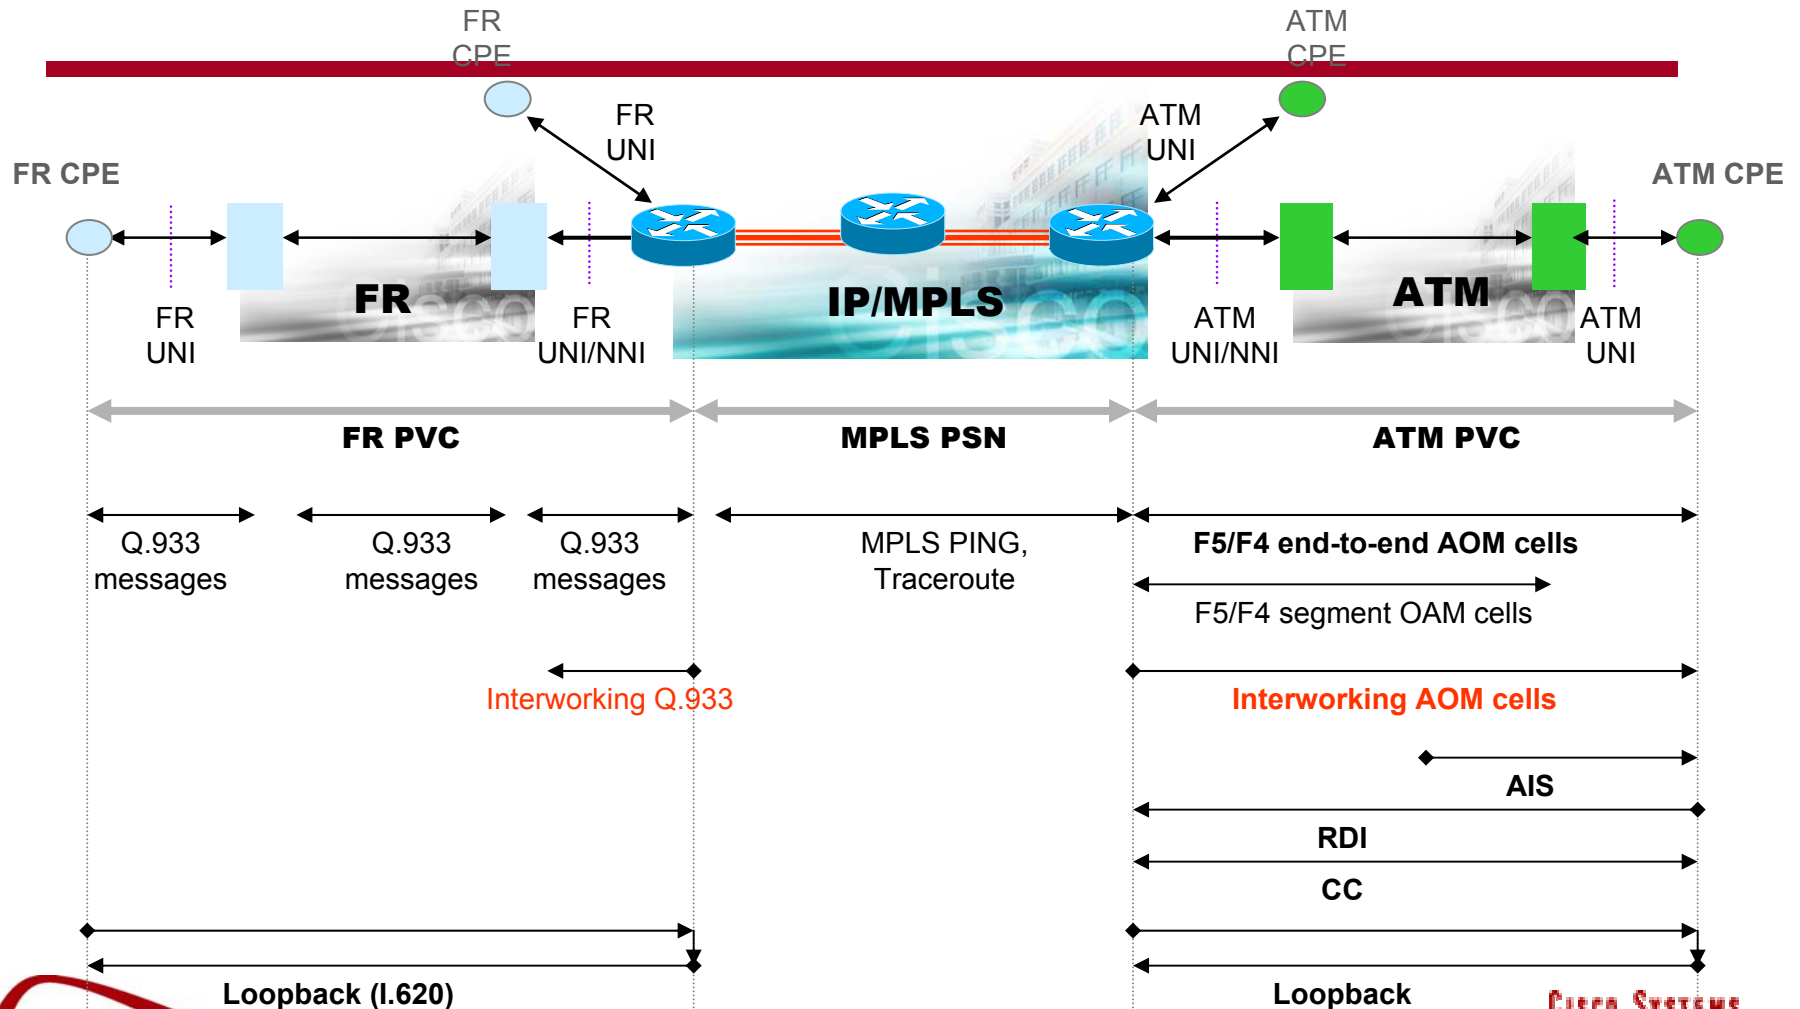 FR
CPE
ATM
CPE
FR
UNI
ATM
UNI
FR CPE
ATM CPE
FR
IP/MPLS
ATM
FR
UNI
FR
UNI/NNI
ATM
UNI/NNI
ATM
UNI
FR PVC
MPLS PSN
ATM PVC
Q.933
messages
Q.933
messages
Q.933
messages
MPLS PING,
Traceroute
F5/F4 end-to-end AOM cells
F5/F4 segment OAM cells
Interworking Q.933
Interworking AOM cells
AIS
RDI
CC
Loopback (I.620)
Loopback
Cisco Systems